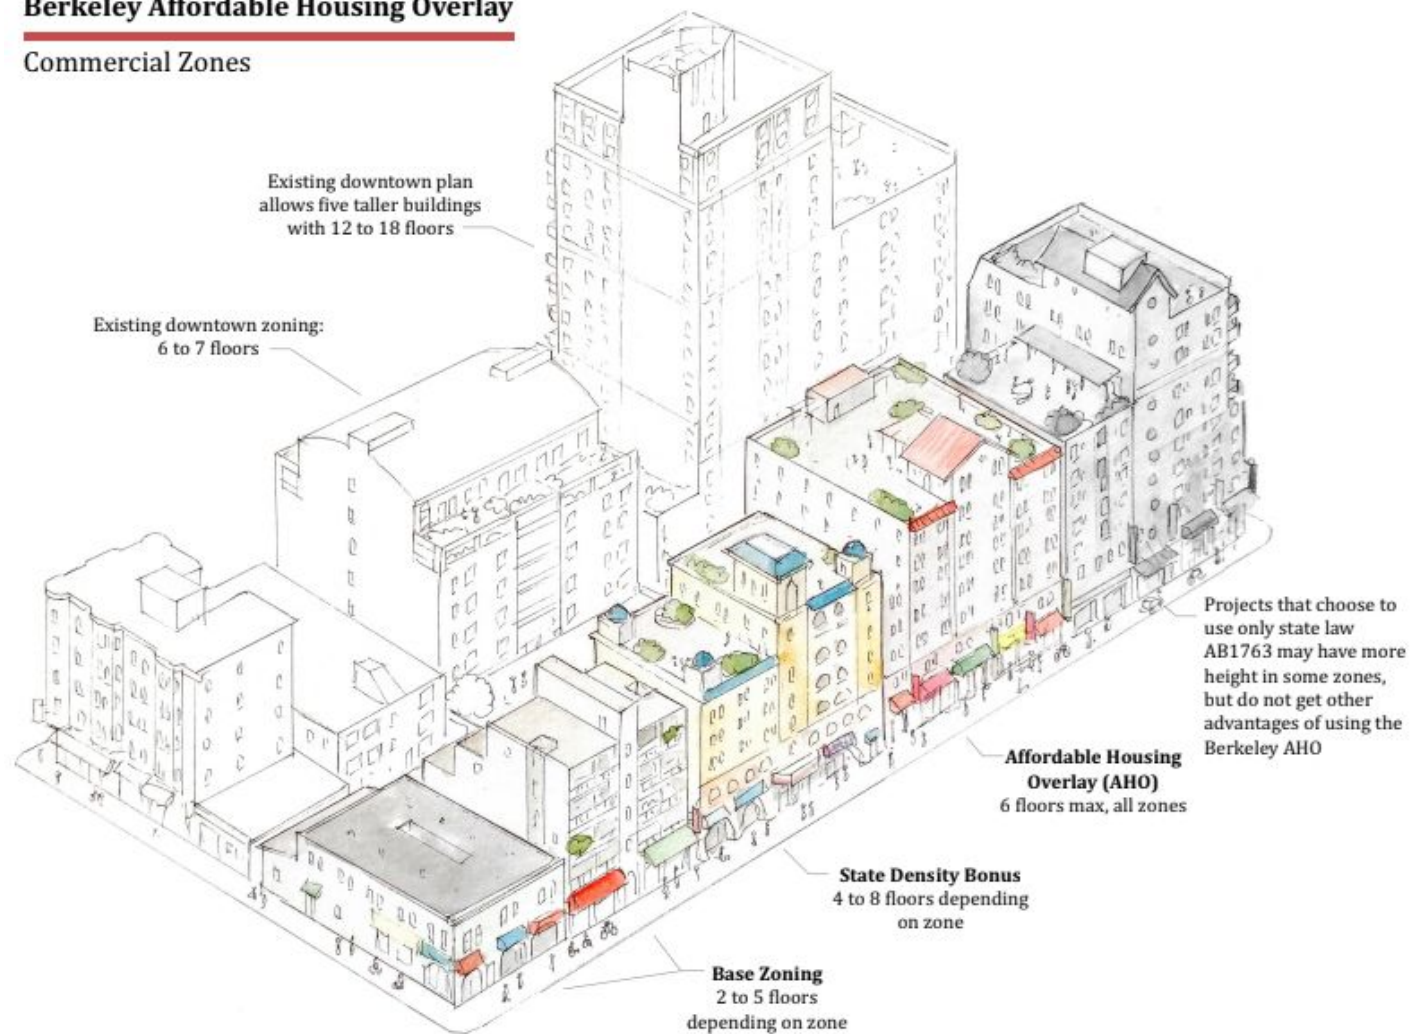 Berkeley Affordable Housing Overlay
Commercial Zones
Existing downtown plan
allows five taller buildings
with 12 to 18 floors
Existing downtown zoning:
6 to 7 floors
Projects that choose to
use only state law
AB1763 may have more
height in some zones,
but do not get other
advantages of using the
Berkeley AHO
Affordable Housing
Overlay (AHO)
6 floors max, all zones
State Density Bonus
4 to 8 floors depending
on zone
Base Zoning
2 to 5 floors
depending on zone